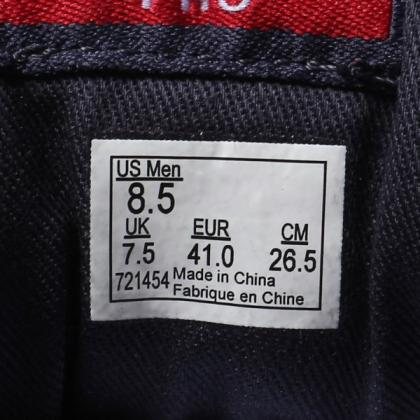 US Men
8.5
UK EUR CM
7.5 41.0 26.5
721454 Made in China
Fabrique en Chine